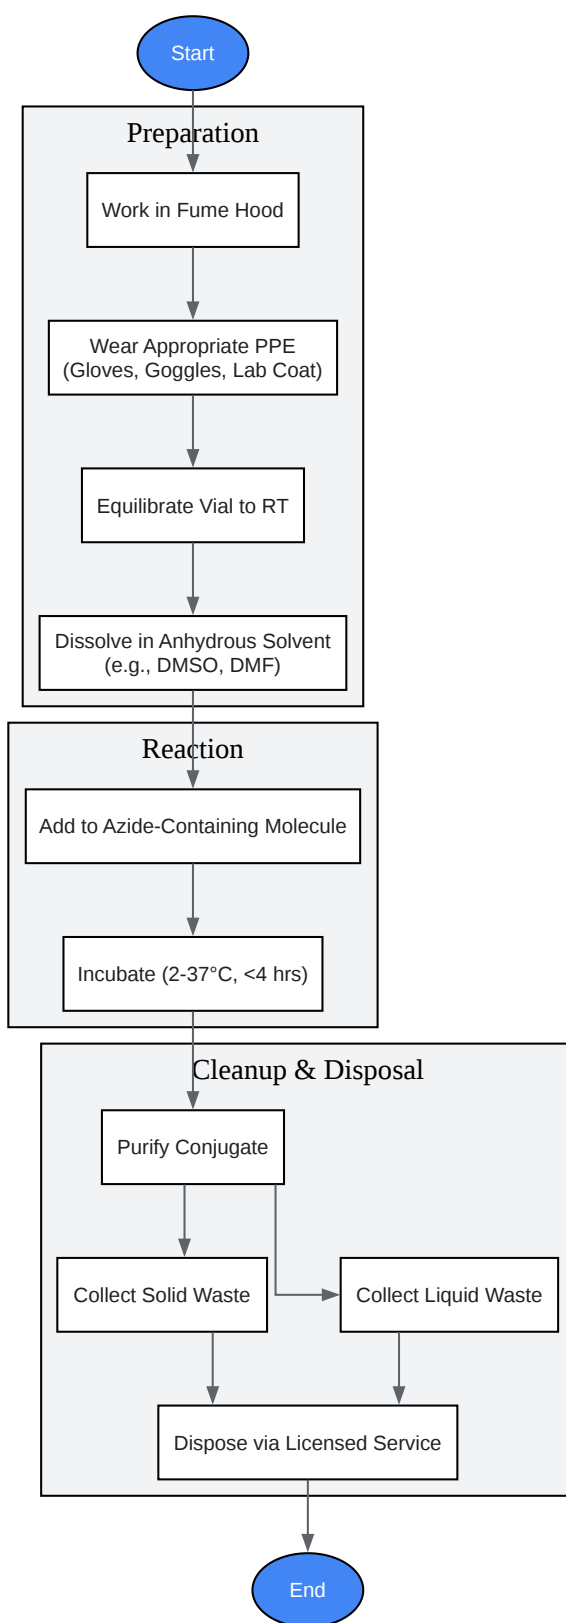 Start
Preparation
Work in Fume Hood
Wear Appropriate PPE
(Gloves, Goggles, Lab Coat)
Equilibrate Vial to RT
Dissolve in Anhydrous Solvent
(e.g., DMSO, DMF)
Reaction
Add to Azide-Containing Molecule
Incubate (2-37°C, <4 hrs)
Cleanup & Disposal
Purify Conjugate
Collect Solid Waste
Collect Liquid Waste
Dispose via Licensed Service
End